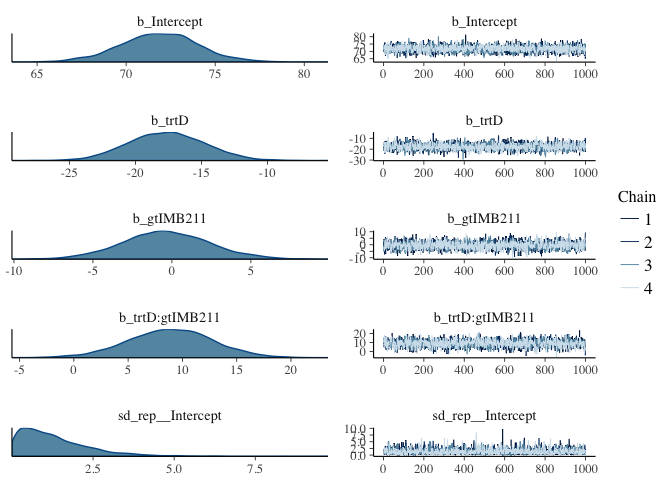 b_Intercept
65 70 75 80
b_Intercept
80
75
70
65
0 200 400 600 800 1000
b_trtD
-25 -20 -15 -10
b_trtD
-10
-20
-30
0 200 400 600 800 1000
b_gtIMB211
-10 -5 0 5
b_gtIMB211
10
5
0
-5
-10
0 200 400 600 800 1000
Chain
1
2
3
4
b_trtD:gtIMB211
-5 0 5 10 15 20
b_trtD:gtIMB211
20
10
0
0 200 400 600 800 1000
sd_rep__Intercept
2.5 5.0 7.5
sd_rep__Intercept
10.0
7.5
5.0
2.5
0.0
0 200 400 600 800 1000